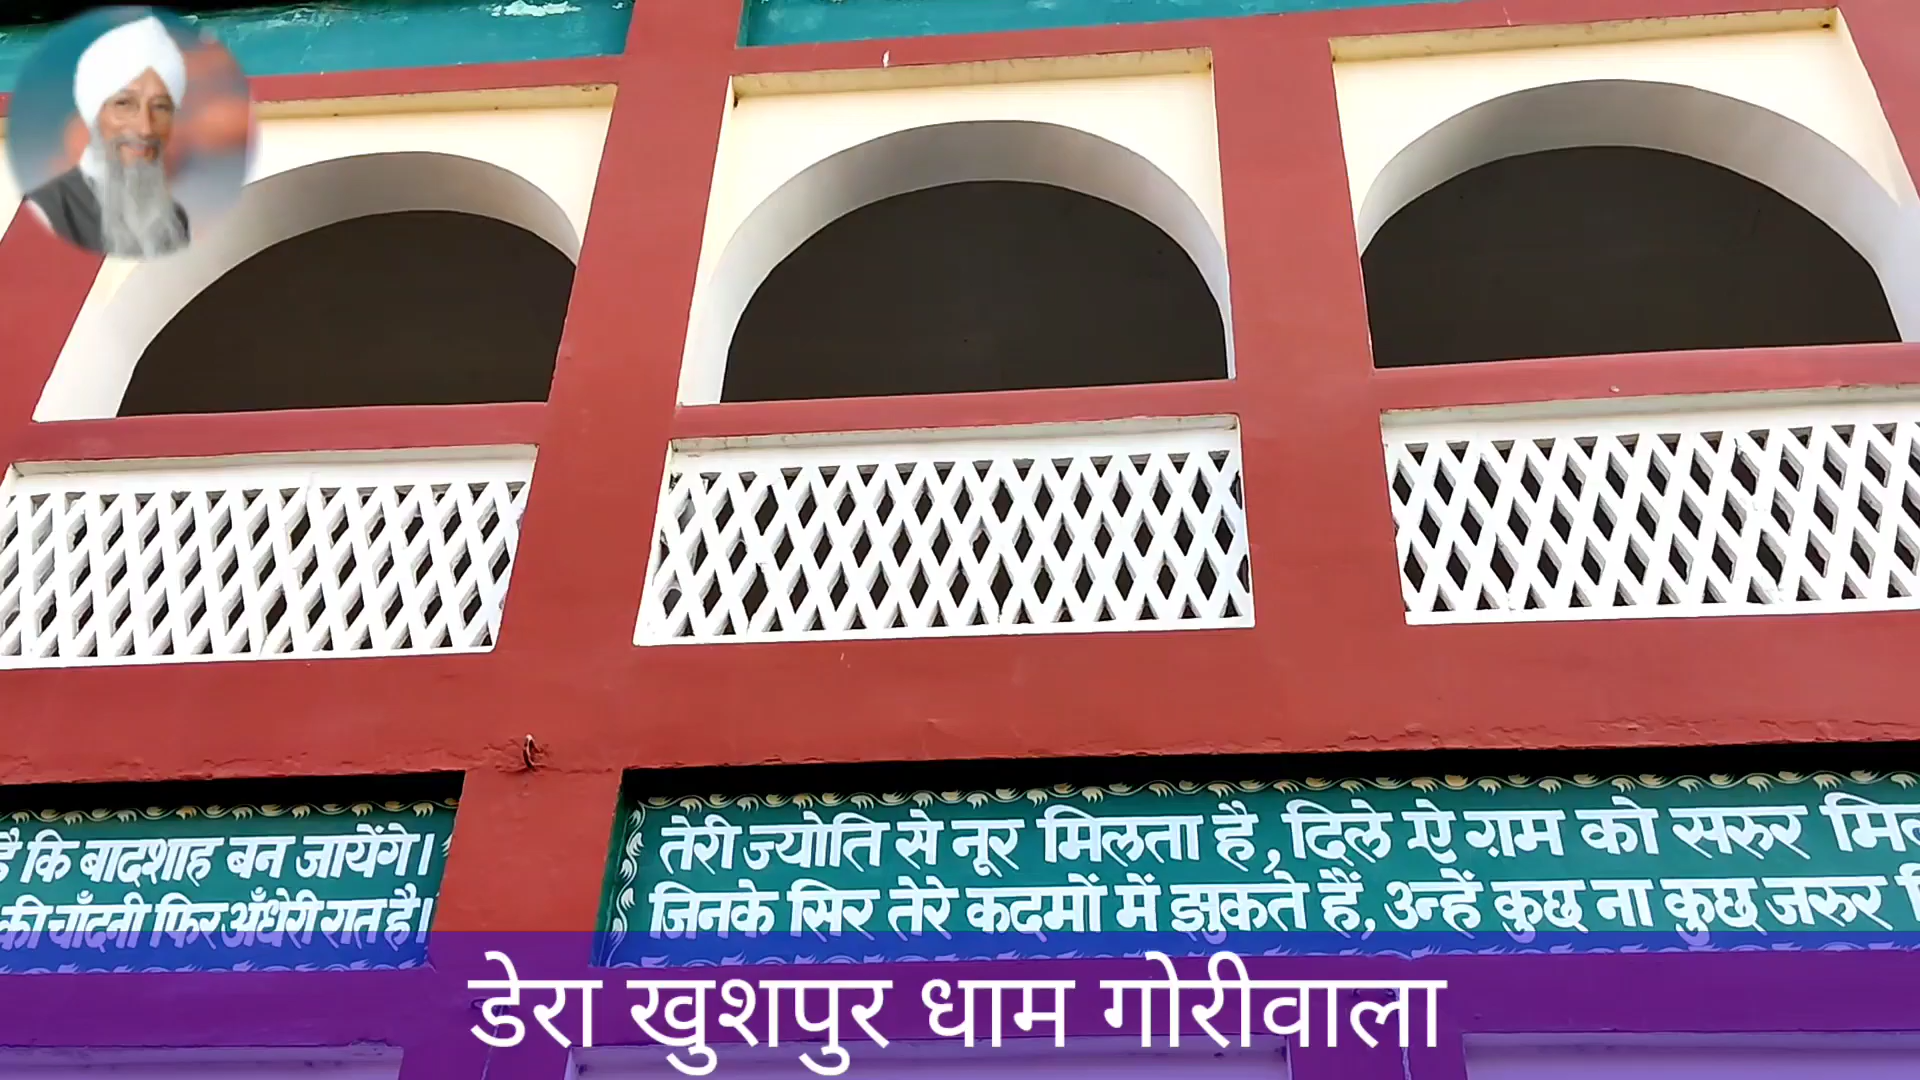 है कि बादशाह बन जायेंगे।
की चाँदनी फिर अँधेरी रात है।
तेरी ज्योति से नूर मिलता है, दिले ऐ ग़म को सरुर
जिनके सिर तेरे कदमों में झुकते हैं, उन्हें कुछ ना कुछ जरुर
डेरा खुशपुर धाम गोरीवाला